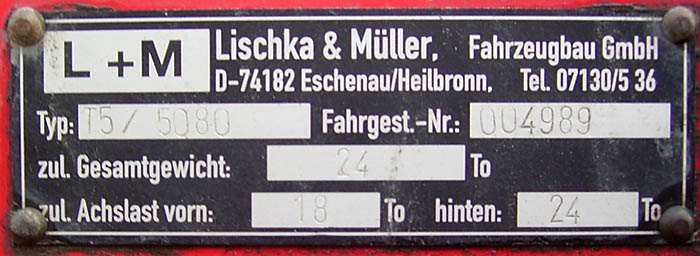 L + M Lischka & Müller, Fahrzeugbau GmbH
D-74182 Eschenau/Heilbronn, Tel. 07130/5 36
Typ: T5/ 5080 Fahrgest.-Nr.: 004989
zul. Gesamtgewicht: 24 To
zul. Achslast vorn: 18 To hinten: 24 To